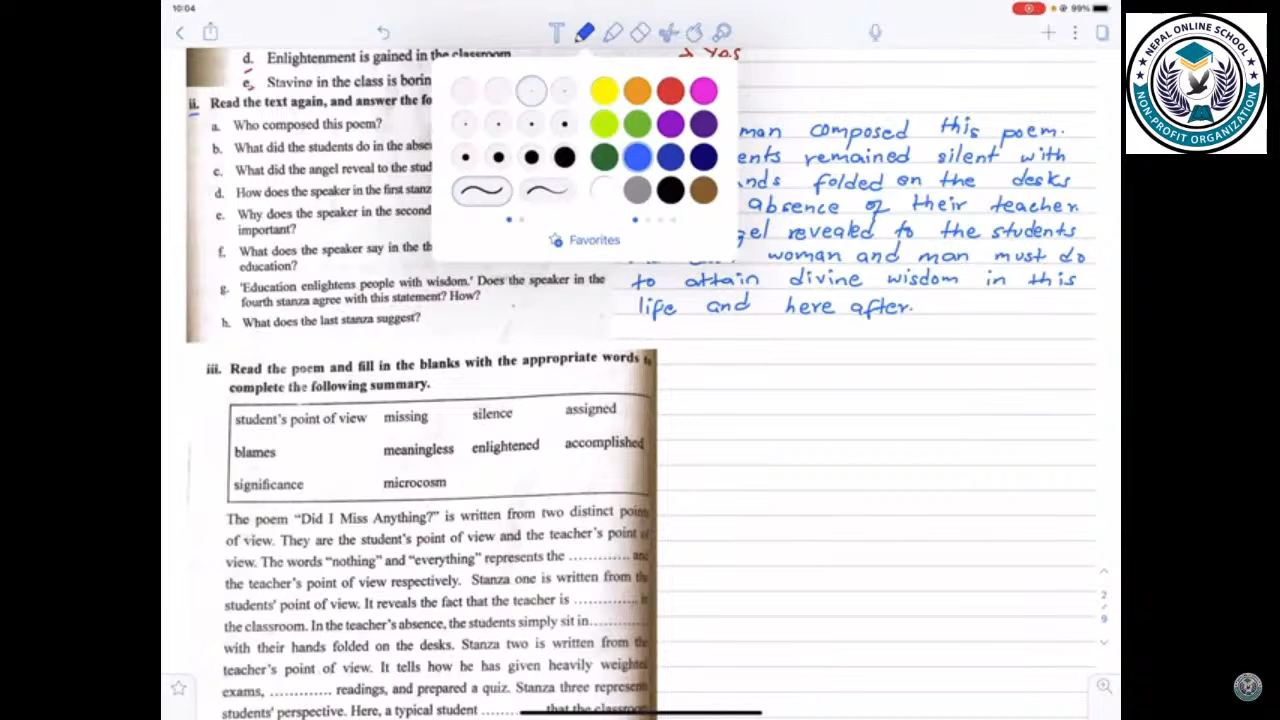 10:04
99%
d. Enlightenment is gained in the classroom
→ Yes
e. Staying in the class is borin
ii. Read the text again, and answer the fo
a. Who composed this poem?
b. What did the students do in the abse
c. What did the angel reveal to the stud
d. How does the speaker in the first stanz
e. Why does the speaker in the second
important?
f. What does the speak say in the th
education?
g. 'Education enlightens people with wisdom.' Does the speaker in the
fourth stanza agree with this statement? How?
h. What does the last stanza suggest?
Favorites
man composed this poem.
ents remained silent with
nds folded on the desks
absence of their teacher.
gel revealed to the students
woman and man must do
to attain divine wisdom in this
life and here after.
iii. Read the poem and fill in the blanks with the appropriate words to
complete the following summary.
student's point of view missing silence assigned
blames meaningless enlightened accomplished
significance microcosm
The poem "Did I Miss Anything?" is written from two distinct point
of view. They are the student's point of view and the teacher's point of
view. The words "nothing" and "everything" represents the ............ and
the teacher's point of view respectively. Stanza one is written from the
students' point of view. It reveals the fact that the teacher is ............ in
the classroom. In the teacher's absence, the students simply sit in............
with their hands folded on the desks. Stanza two is written from the
teacher's point of view. It tells how he has given heavily weighted
exams, ............ readings, and prepared a quiz. Stanza three represent
students' perspective. Here, a typical student ............ that the classroom
2
/
9
NEPAL ONLINE SCHOOL
NON-PROFIT ORGANIZATION